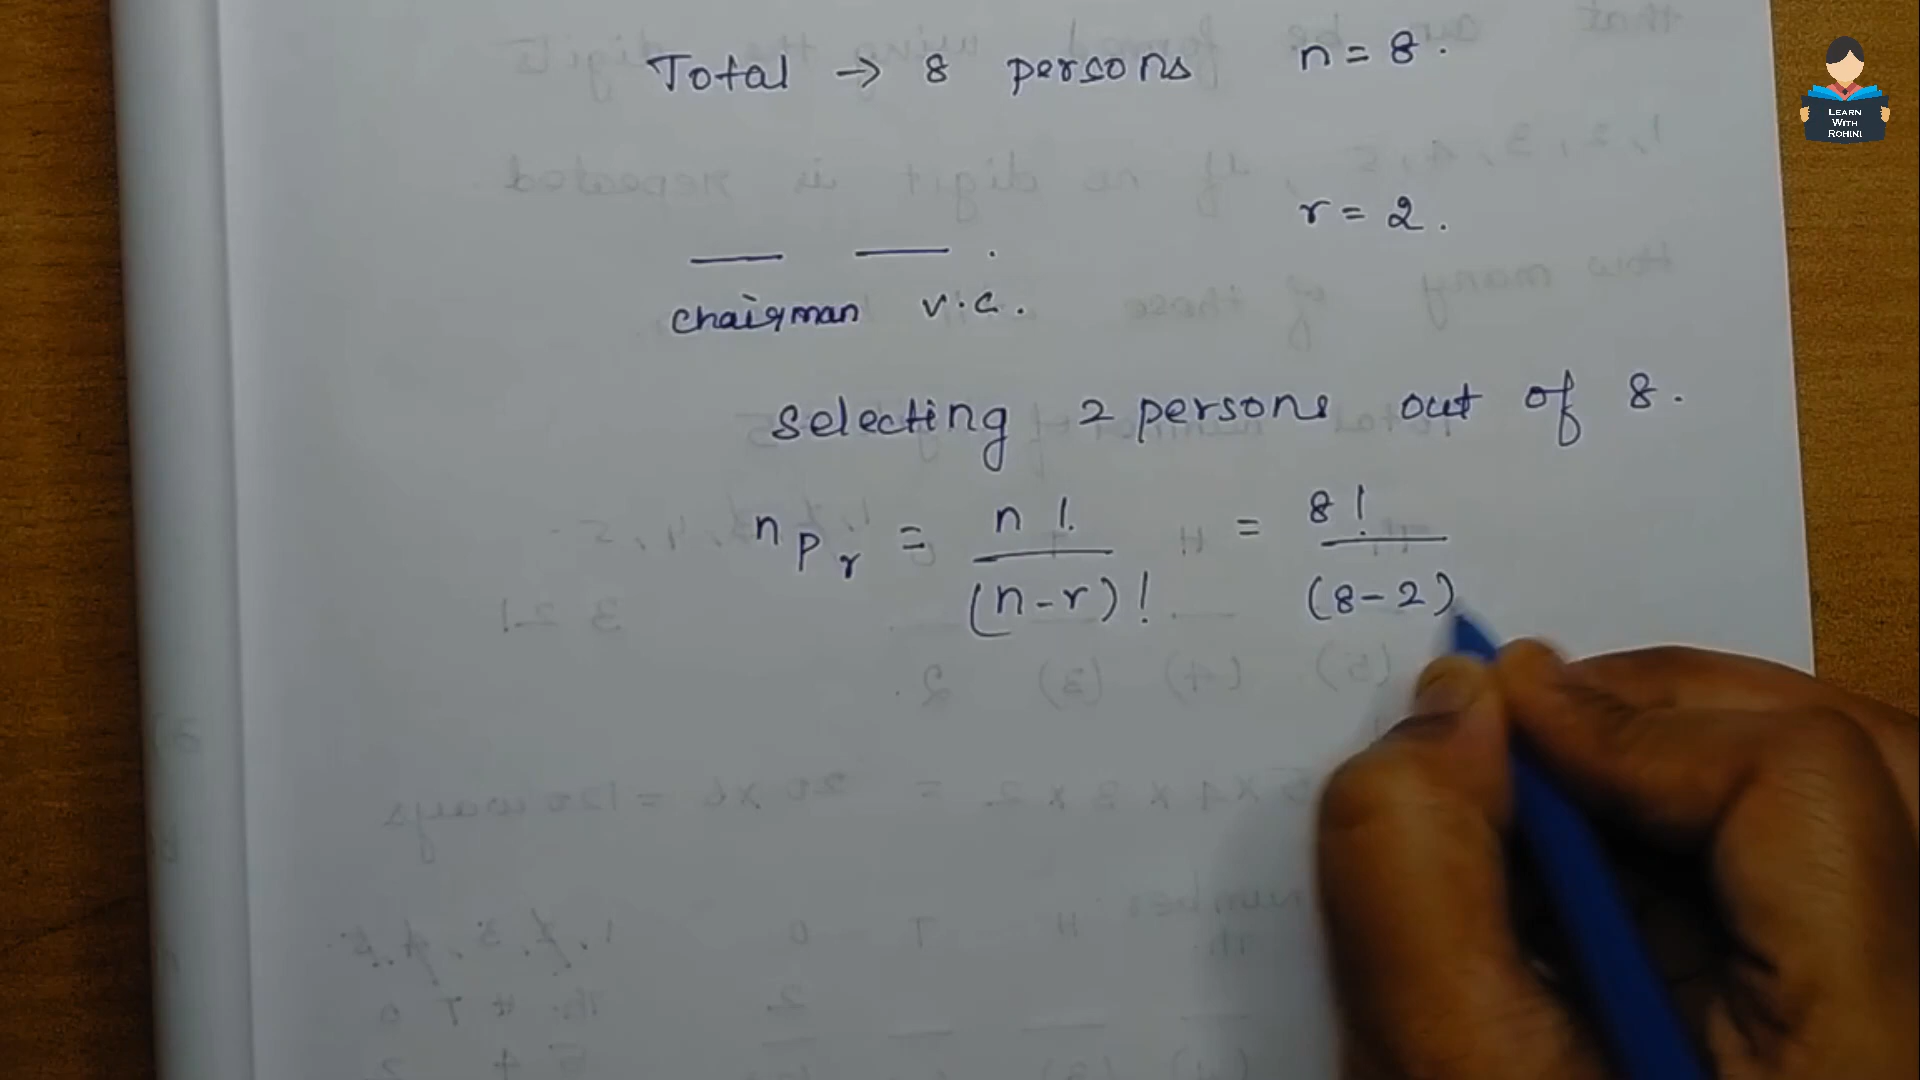 Total → 8 persons n = 8.
r = 2.
chairman v.c.
selecting 2 persons out of 8.
nPr = n! / (n-r)! = 8! / (8-2)
LEARN
WITH
ROHINI